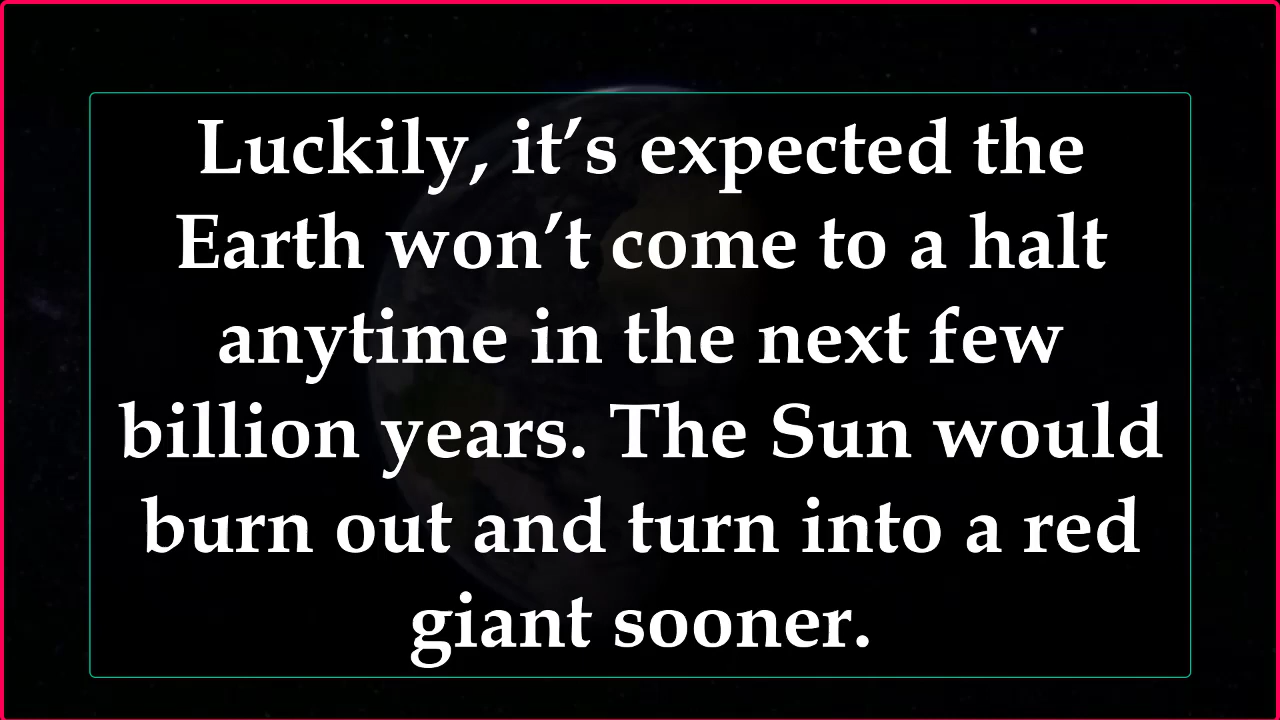 Luckily, it’s expected the
Earth won’t come to a halt
anytime in the next few
billion years. The Sun would
burn out and turn into a red
giant sooner.